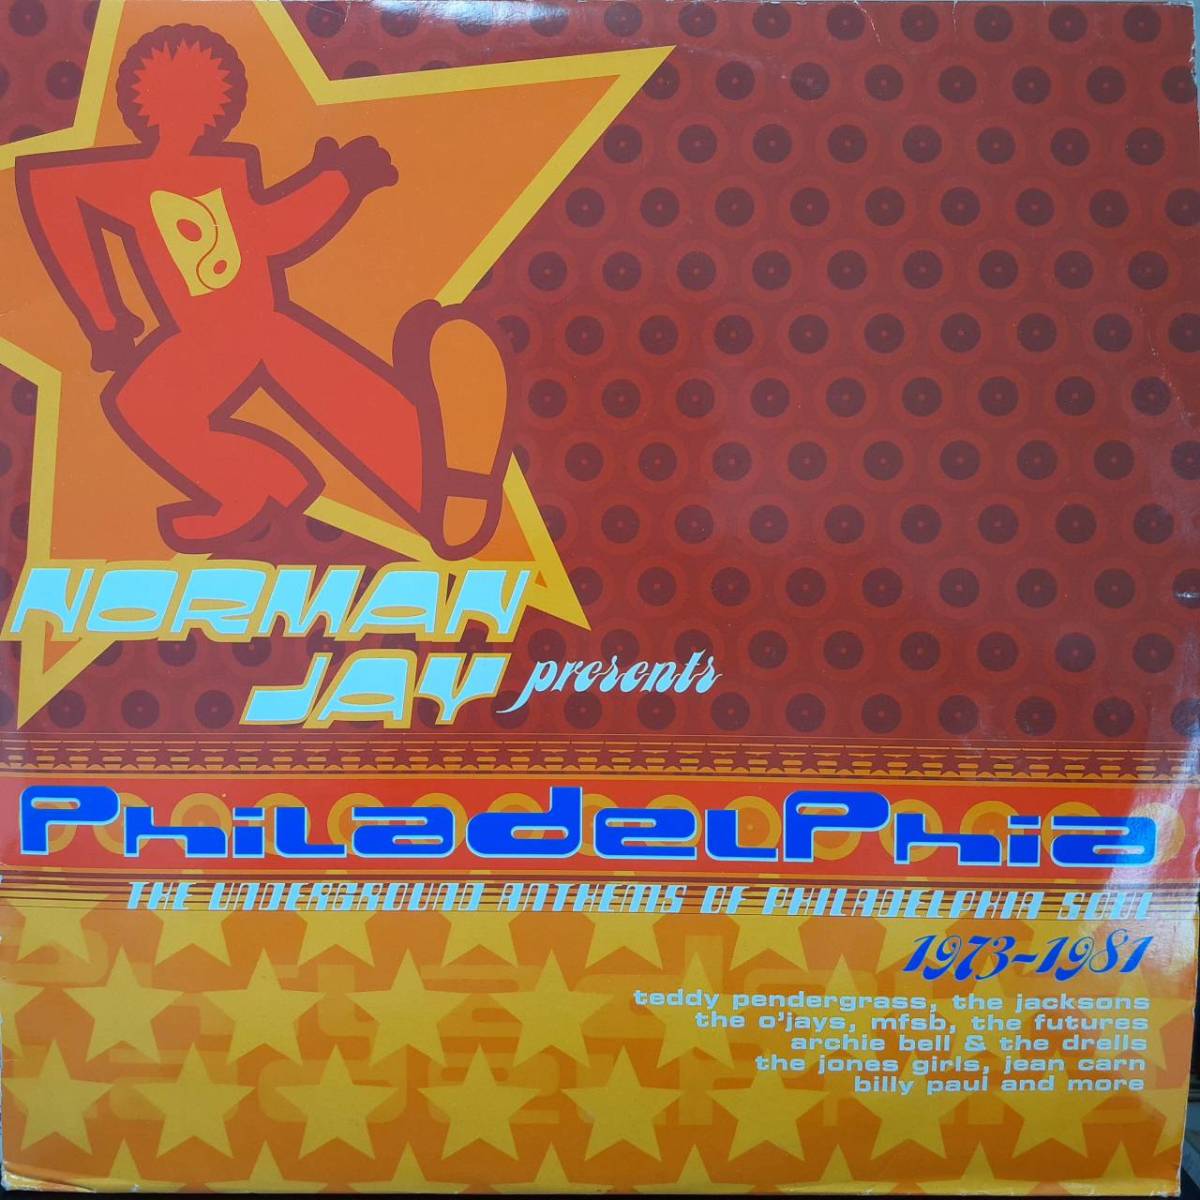 NORMAN
JAY presents
PhiladelPhia
THE UNDERGROUND ANTHEMS OF PHILADELPHIA SOUL
1973-1981
teddy pendergrass, the jacksons
the o'jays, mfsb, the futures
archie bell & the drells
the jones girls, jean carn
billy paul and more